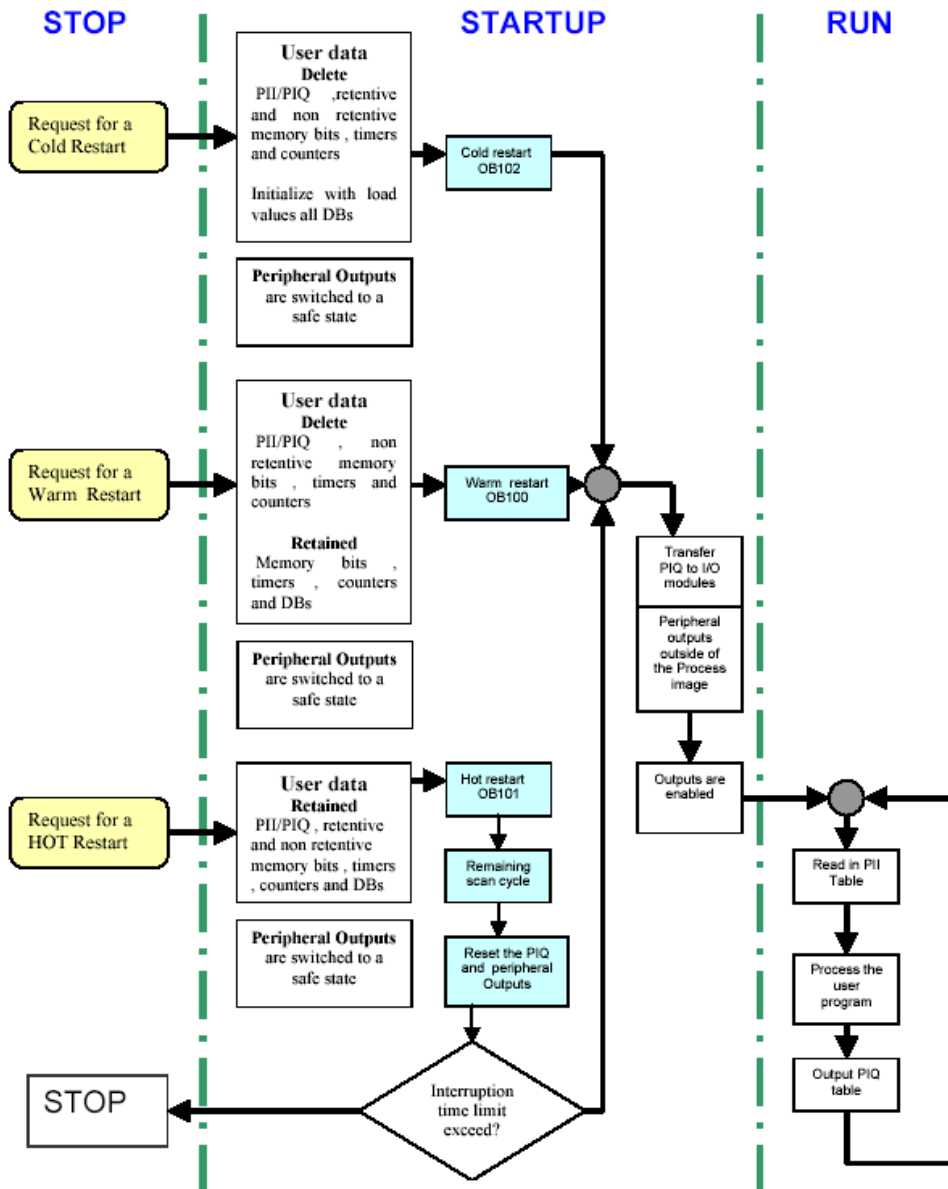 STOP
STARTUP
RUN
Request for a
Cold Restart
User data
Delete
PII/PIQ ,retentive
and non retentive
memory bits , timers
and counters
Initialize with load
values all DBs
Cold restart
OB102
Peripheral Outputs
are switched to a
safe state
Request for a
Warm Restart
User data
Delete
PII/PIQ , non
retentive memory
bits , timers and
counters
Retained
Memory bits ,
timers , counters
and DBs
Warm restart
OB100
Peripheral Outputs
are switched to a
safe state
Transfer
PIQ to I/O
modules
Peripheral
outputs
outside of
the Process
image
Outputs are
enabled
Request for a
HOT Restart
User data
Retained
PII/PIQ , retentive
and non retentive
memory bits , timers
, counters and DBs
Hot restart
OB101
Remaining
scan cycle
Reset the PIQ
and peripheral
Outputs
Peripheral Outputs
are switched to a
safe state
Interruption
time limit
exceed?
STOP
Read in PII
Table
Process the
user
program
Output PIQ
table